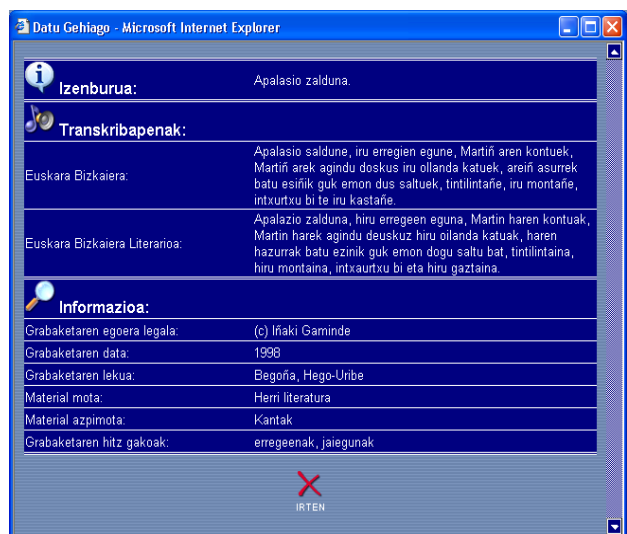 Datu Gehiago - Microsoft Internet Explorer
Izenburua:
Apalasio zalduna.
Transkribapenak:
Euskara Bizkaiera:
Apalasio saldune, iru erregien egune, Martiñ aren kontuek,
Martiñ arek agindu doskus iru ollanda katuek, areiñ asurrek
batu esiñik guk emon dus saltuek, tintilintañe, iru montañe,
intxurtxu bi te iru kastañe.
Euskara Bizkaiera Literarioa:
Apalazio zalduna, hiru erregeen eguna, Martin haren kontuak,
Martin harek agindu deuskuz hiru oilanda katuak, haren
hazurrak batu ezinik guk emon dogu saltu bat, tintilintaina,
hiru montaina, intxaurtxu bi eta hiru gaztaina.
Informazioa:
Grabaketaren egoera legala:
(c) Iñaki Gaminde
Grabaketaren data:
1998
Grabaketaren lekua:
Begoña, Hego-Uribe
Material mota:
Herri literatura
Material azpimota:
Kantak
Grabaketaren hitz gakoak:
erregeenak, jaiegunak
IRTEN